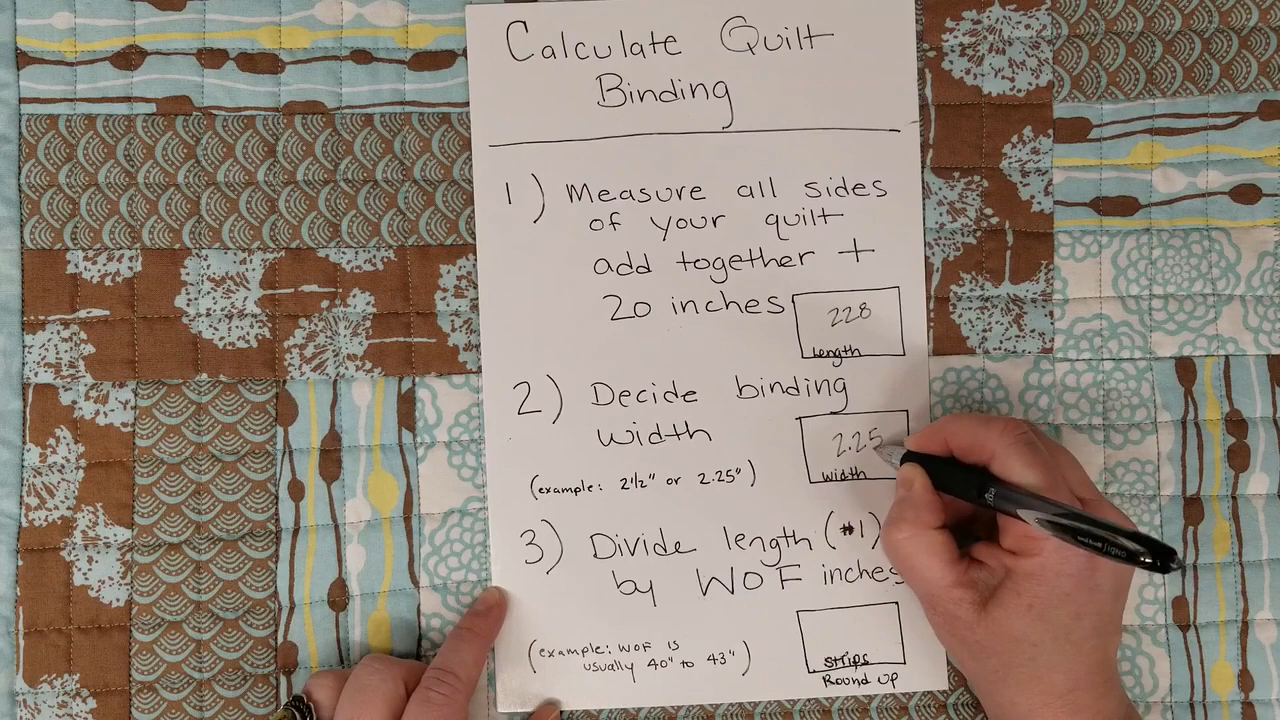 Calculate Quilt
Binding
1) Measure all sides
of your quilt
add together +
20 inches
228
Length
2) Decide binding
width
2.25
width
(example: 2 1/2" or 2.25")
3) Divide length (#1)
by WOF inches
(example: WOF is
usually 40" to 43")
strips
Round up